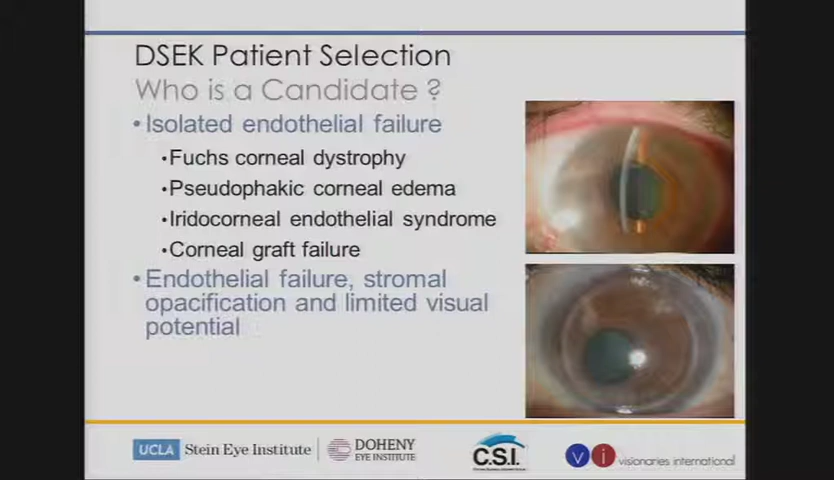 DSEK Patient Selection
Who is a Candidate ?
•Isolated endothelial failure
•Fuchs corneal dystrophy
•Pseudophakic corneal edema
•Iridocorneal endothelial syndrome
•Corneal graft failure
•Endothelial failure, stromal
opacification and limited visual
potential
UCLA Stein Eye Institute
DOHENY
EYE INSTITUTE
C.S.I.
vi visionaries international